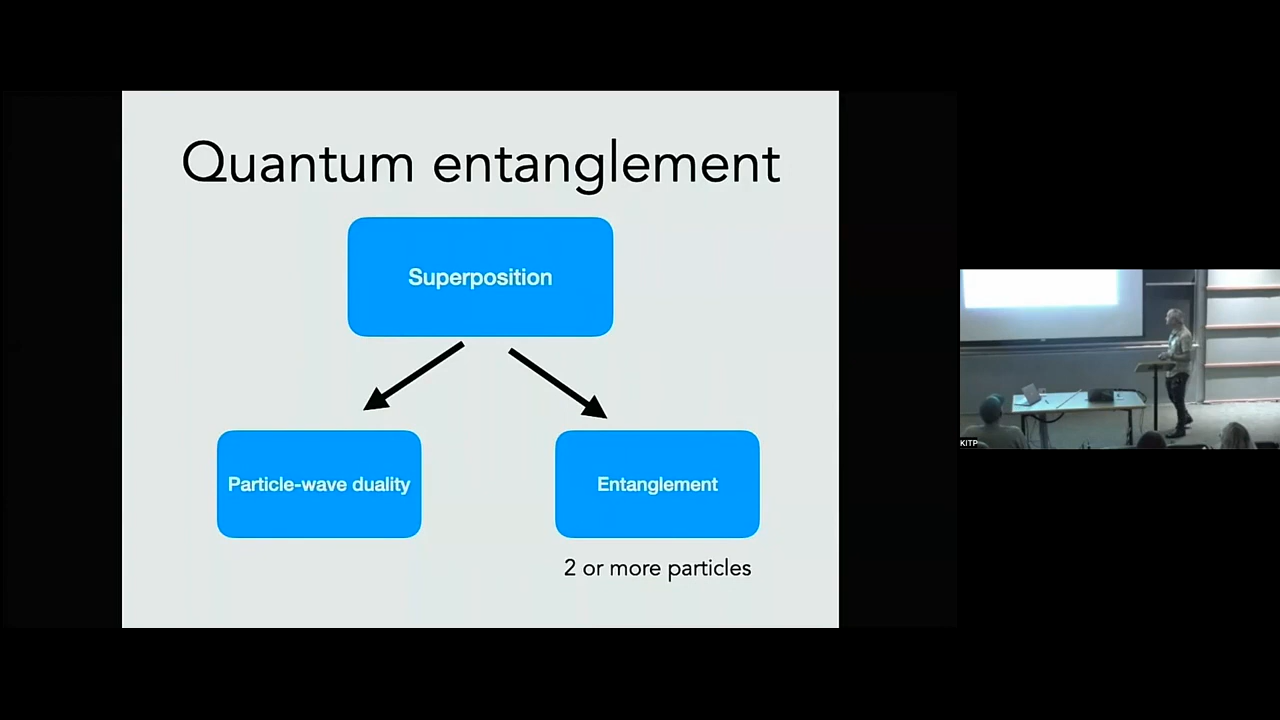 Quantum entanglement
Superposition
Particle-wave duality
Entanglement
2 or more particles
KITP